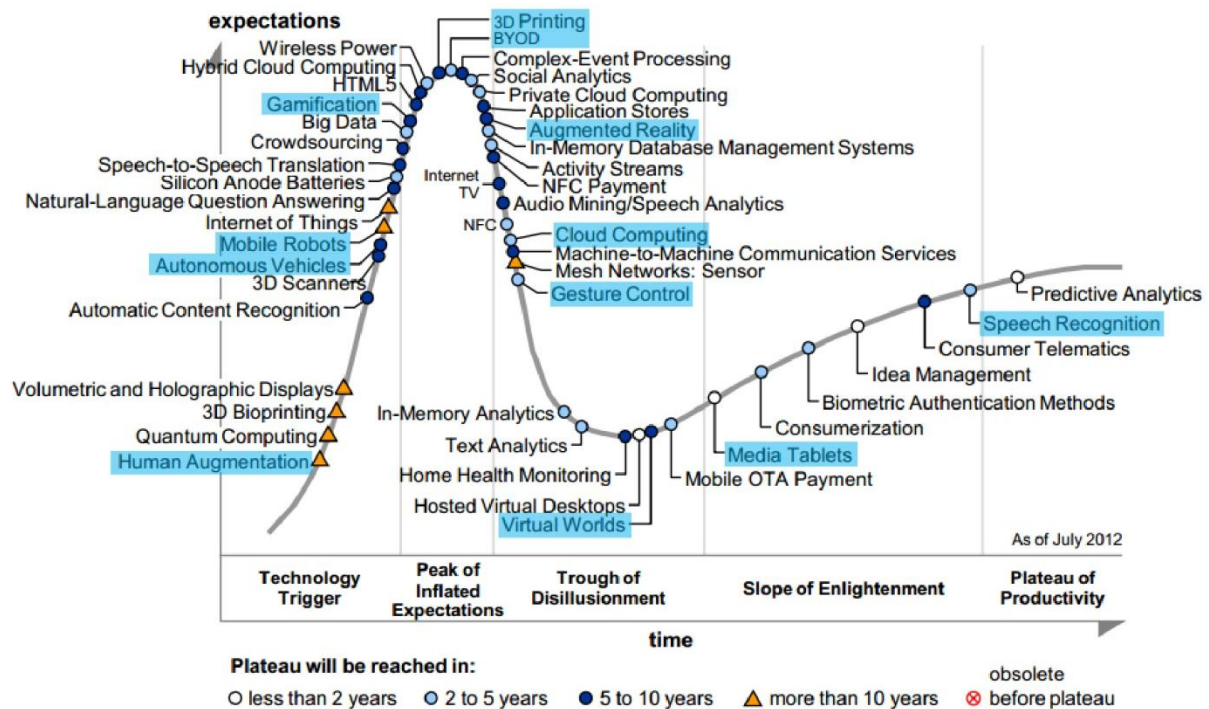 expectations
3D Printing
BYOD
Wireless Power
Complex-Event Processing
Hybrid Cloud Computing
Social Analytics
HTML5
Private Cloud Computing
Gamification
Application Stores
Big Data
Augmented Reality
Crowdsourcing
In-Memory Database Management Systems
Speech-to-Speech Translation
Activity Streams
Silicon Anode Batteries
Internet
TV
NFC Payment
Natural-Language Question Answering
Audio Mining/Speech Analytics
Internet of Things
NFC
Mobile Robots
Cloud Computing
Autonomous Vehicles
Machine-to-Machine Communication Services
3D Scanners
Mesh Networks: Sensor
Automatic Content Recognition
Gesture Control
Predictive Analytics
Speech Recognition
Consumer Telematics
Idea Management
Volumetric and Holographic Displays
Biometric Authentication Methods
3D Bioprinting
In-Memory Analytics
Consumerization
Quantum Computing
Text Analytics
Media Tablets
Human Augmentation
Home Health Monitoring
Mobile OTA Payment
Hosted Virtual Desktops
Virtual Worlds
As of July 2012
Technology
Trigger
Peak of
Inflated
Expectations
Trough of
Disillusionment
Slope of Enlightenment
Plateau of
Productivity
time
Plateau will be reached in:
less than 2 years
2 to 5 years
5 to 10 years
more than 10 years
obsolete
before plateau